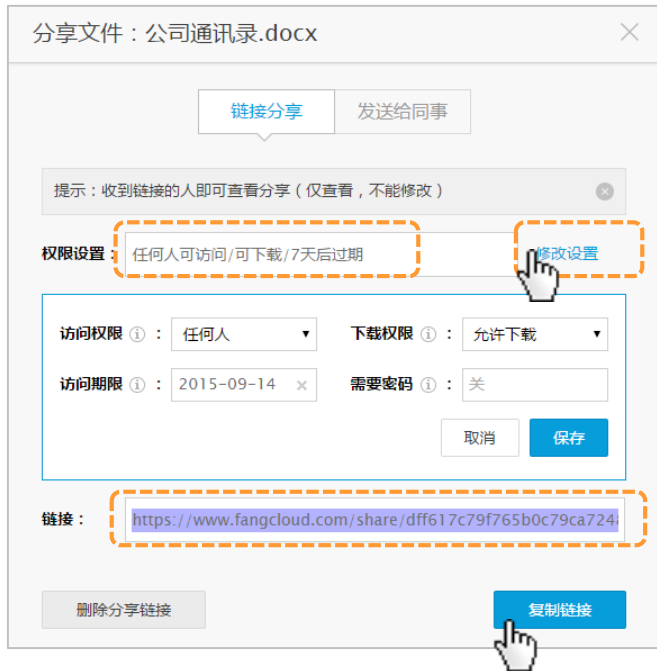 分享文件：公司通讯录.docx
链接分享 发送给同事
提示：收到链接的人即可查看分享（仅查看，不能修改）
权限设置： 任何人可访问/可下载/7天后过期 修改设置
访问权限 ： 任何人 下载权限 ： 允许下载
访问期限 ： 2015-09-14 需要密码 ： 关
取消 保存
链接： https://www.fangcloud.com/share/dff617c79f765b0c79ca724
删除分享链接 复制链接